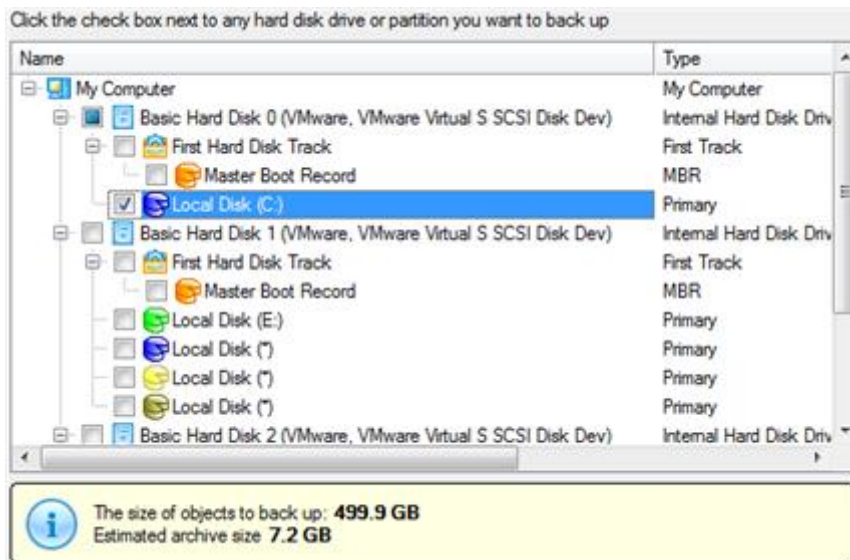 Click the check box next to any hard disk drive or partition you want to back up
Name Type
My Computer My Computer
Basic Hard Disk 0 (VMware, VMware Virtual S SCSI Disk Dev) Internal Hard Disk Driv
First Hard Disk Track First Track
Master Boot Record MBR
Local Disk (C:) Primary
Basic Hard Disk 1 (VMware, VMware Virtual S SCSI Disk Dev) Internal Hard Disk Driv
First Hard Disk Track First Track
Master Boot Record MBR
Local Disk (E:) Primary
Local Disk (*) Primary
Local Disk (*) Primary
Local Disk (*) Primary
Basic Hard Disk 2 (VMware, VMware Virtual S SCSI Disk Dev) Internal Hard Disk Driv
The size of objects to back up: 499.9 GB
Estimated archive size 7.2 GB